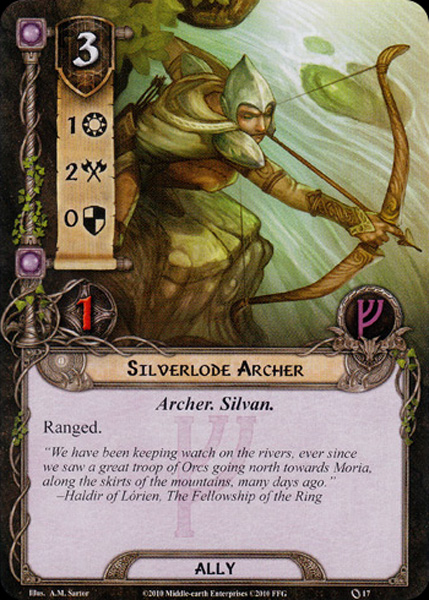 3
1
2
0
1
SILVERLODE ARCHER
Archer. Silvan.
Ranged.
“We have been keeping watch on the rivers, ever since
we saw a great troop of Orcs going north towards Moria,
along the skirts of the mountains, many days ago.”
–Haldir of Lórien, The Fellowship of the Ring
ALLY
Illus. A.M. Sartor ©2010 Middle-earth Enterprises ©2010 FFG 17